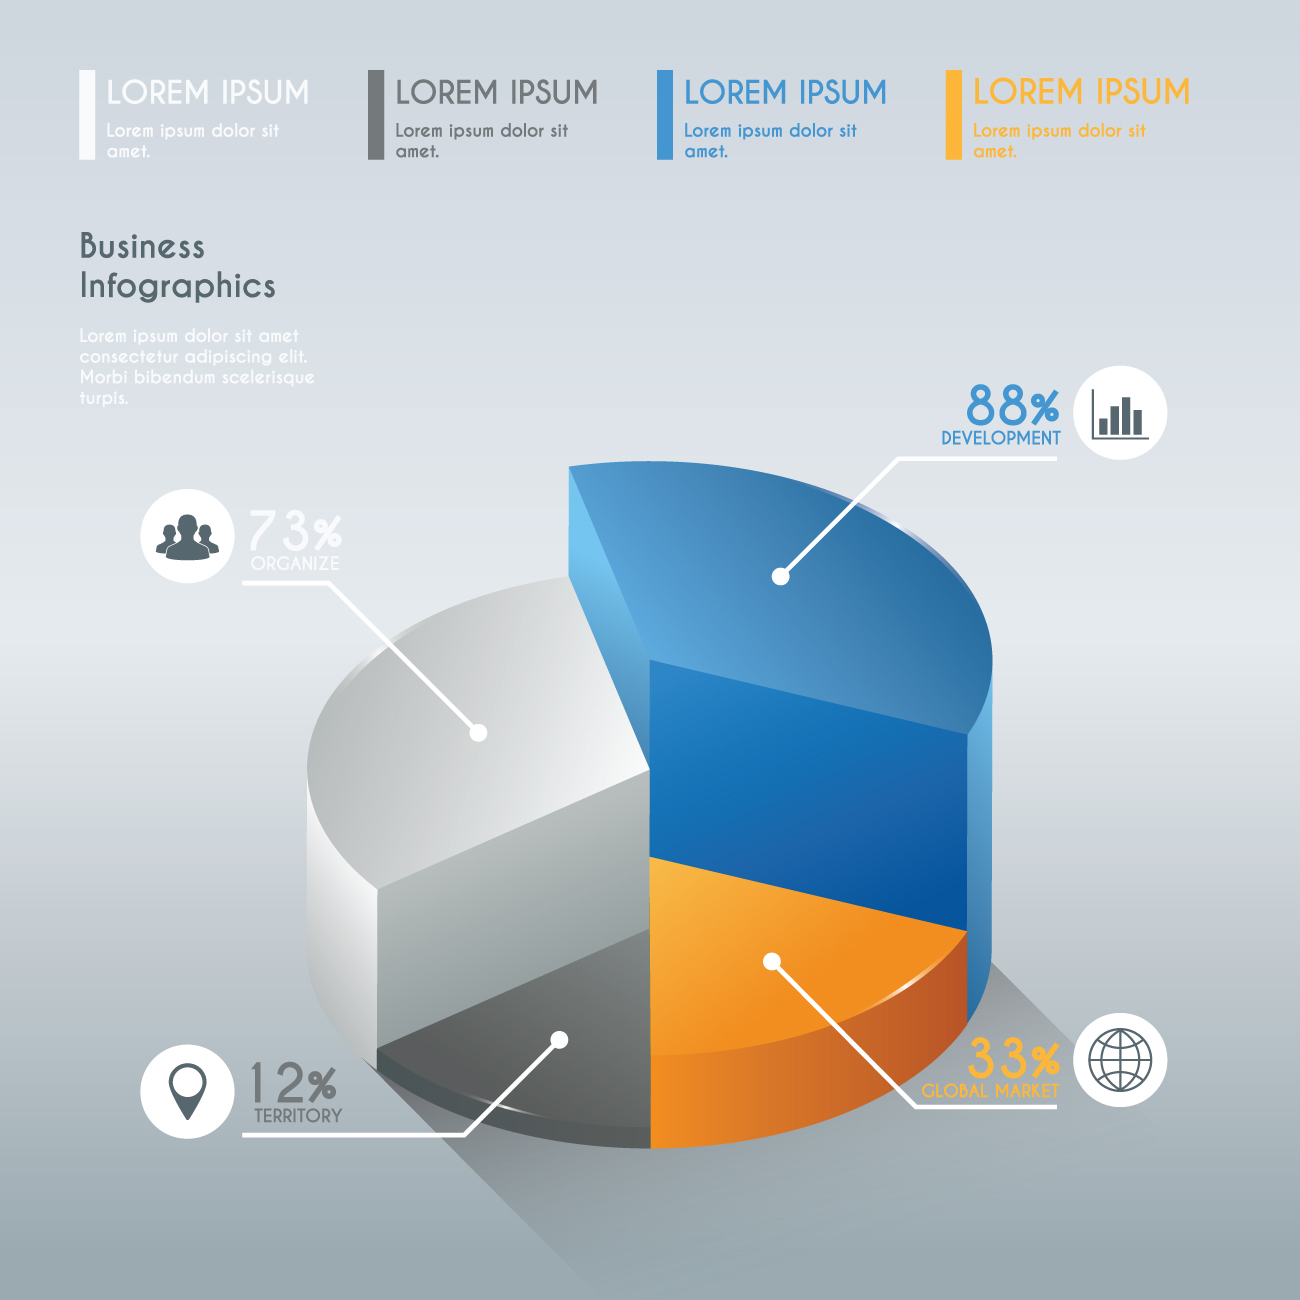 LOREM IPSUM
Lorem ipsum dolor sit
amet.
LOREM IPSUM
Lorem ipsum dolor sit
amet.
LOREM IPSUM
Lorem ipsum dolor sit
amet.
LOREM IPSUM
Lorem ipsum dolor sit
amet.
Business
Infographics
Lorem ipsum dolor sit amet
consectetur adipiscing elit.
Morbi bibendum scelerisque
turpis.
88%
DEVELOPMENT
73%
ORGANIZE
33%
GLOBAL MARKET
12%
TERRITORY